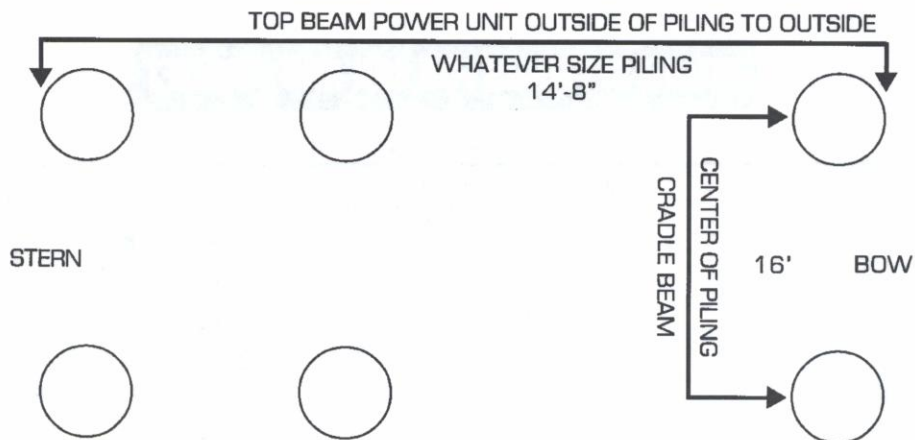 TOP BEAM POWER UNIT OUTSIDE OF PILING TO OUTSIDE
WHATEVER SIZE PILING
14'-8"
STERN
CRADLE BEAM
CENTER OF PILING
16'
BOW